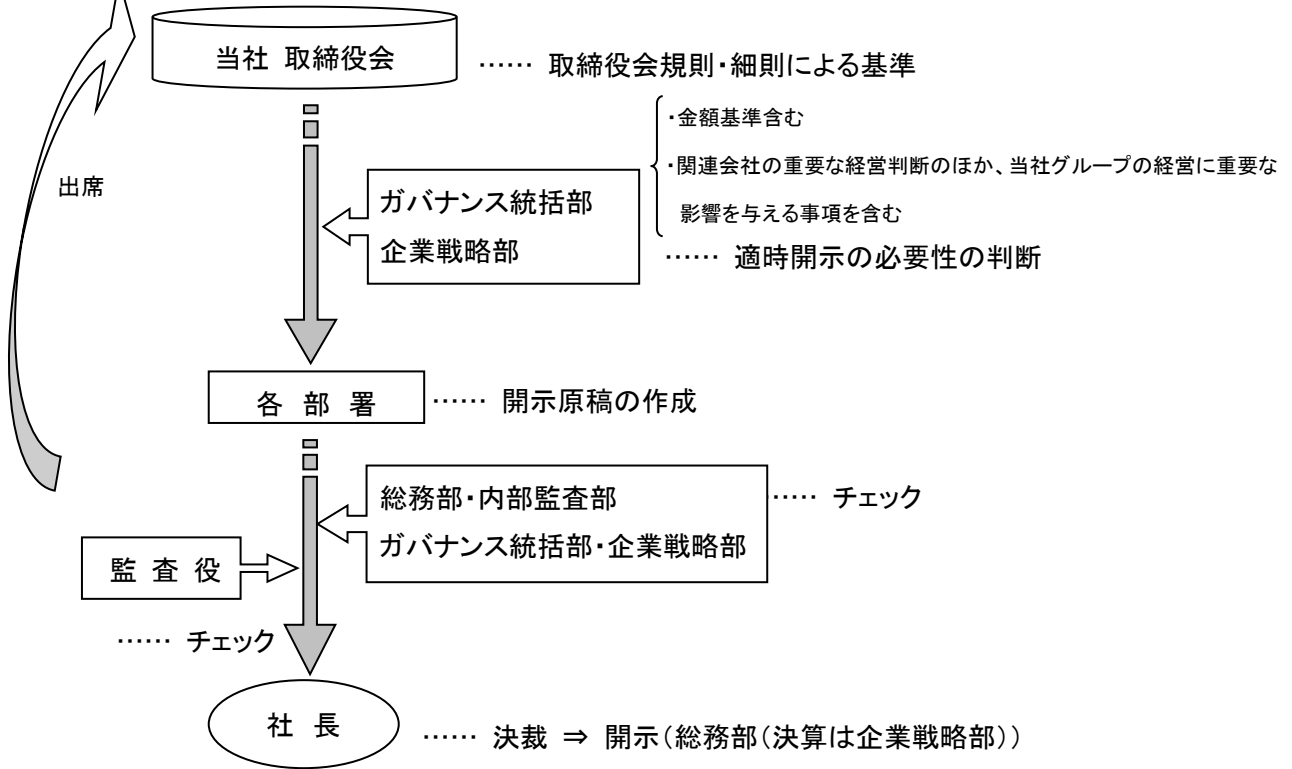 当社 取締役会
…… 取締役会規則・細則による基準
・金額基準含む
・関連会社の重要な経営判断のほか、当社グループの経営に重要な
影響を与える事項を含む
出席
ガバナンス統括部
企業戦略部
…… 適時開示の必要性の判断
各 部 署
…… 開示原稿の作成
総務部・内部監査部
ガバナンス統括部・企業戦略部
…… チェック
監 査 役
…… チェック
社 長
…… 決裁 ⇒ 開示(総務部(決算は企業戦略部))